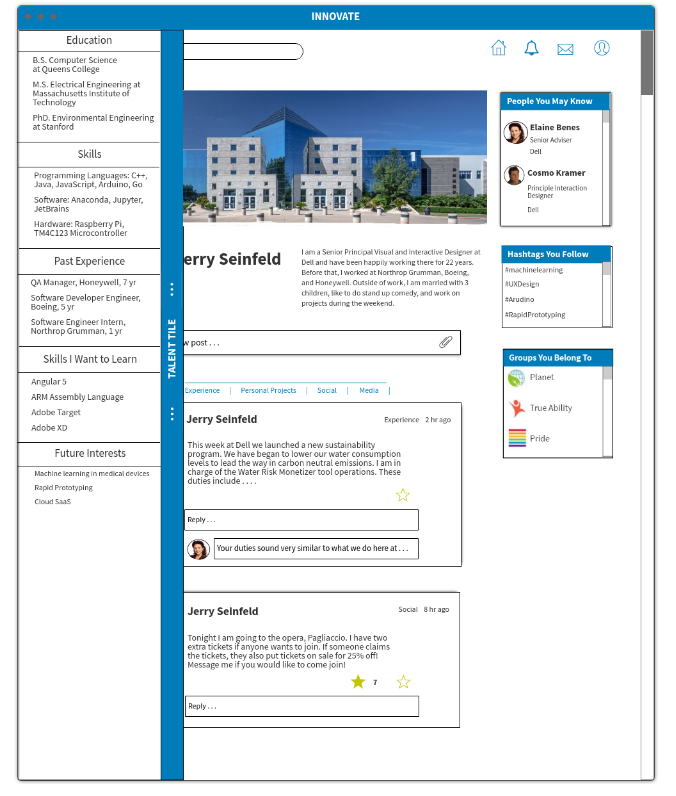 INNOVATE
Education
B.S. Computer Science
at Queens College
M.S. Electrical Engineering at
Massachusetts Institute of
Technology
PhD. Environmental Engineering
at Stanford
Skills
Programming Languages: C++,
Java, JavaScript, Arduino, Go
Software: Anaconda, Jupyter,
JetBrains
Hardware: Raspberry Pi,
TM4C123 Microcontroller
Past Experience
QA Manager, Honeywell, 7 yr
Software Developer Engineer,
Boeing, 5 yr
Software Engineer Intern,
Northrop Grumman, 1 yr
Skills I Want to Learn
Angular 5
ARM Assembly Language
Adobe Target
Adobe XD
Future Interests
Machine learning in medical devices
Rapid Prototyping
Cloud SaaS
... TALENT TILE ...
erry Seinfeld
I am a Senior Principal Visual and Interactive Designer at
Dell and have been happily working there for 22 years.
Before that, I worked at Northrop Grumman, Boeing,
and Honeywell. Outside of work, I am married with 3
children, like to do stand up comedy, and work on
projects during the weekend.
w post . . .
Experience | Personal Projects | Social | Media |
Jerry Seinfeld
Experience 2 hr ago
This week at Dell we launched a new sustainability
program. We have began to lower our water consumption
levels to lead the way in carbon neutral emissions. I am in
charge of the Water Risk Monetizer tool operations. These
duties include . . . .
Reply . . .
Your duties sound very similar to what we do here at . . .
Jerry Seinfeld
Social 8 hr ago
Tonight I am going to the opera, Pagliaccio. I have two
extra tickets if anyone wants to join. If someone claims
the tickets, they also put tickets on sale for 25% off!
Message me if you would like to come join!
7
Reply . . .
People You May Know
Elaine Benes
Senior Adviser
Dell
Cosmo Kramer
Principle Interaction
Designer
Dell
Hashtags You Follow
#machinelearning
#UXDesign
#Arudino
#RapidPrototyping
Groups You Belong To
Planet
True Ability
Pride